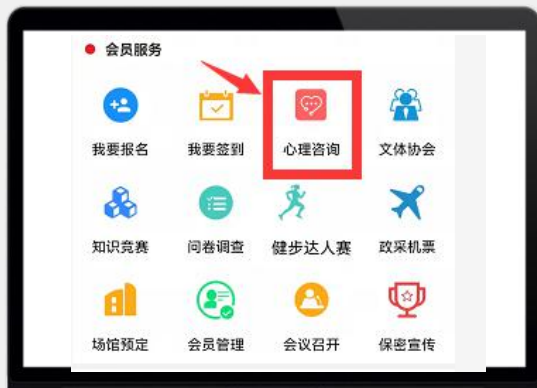 会员服务
我要报名 我要签到 心理咨询 文体协会
知识竞赛 问卷调查 健步达人赛 政采机票
场馆预定 会员管理 会议召开 保密宣传